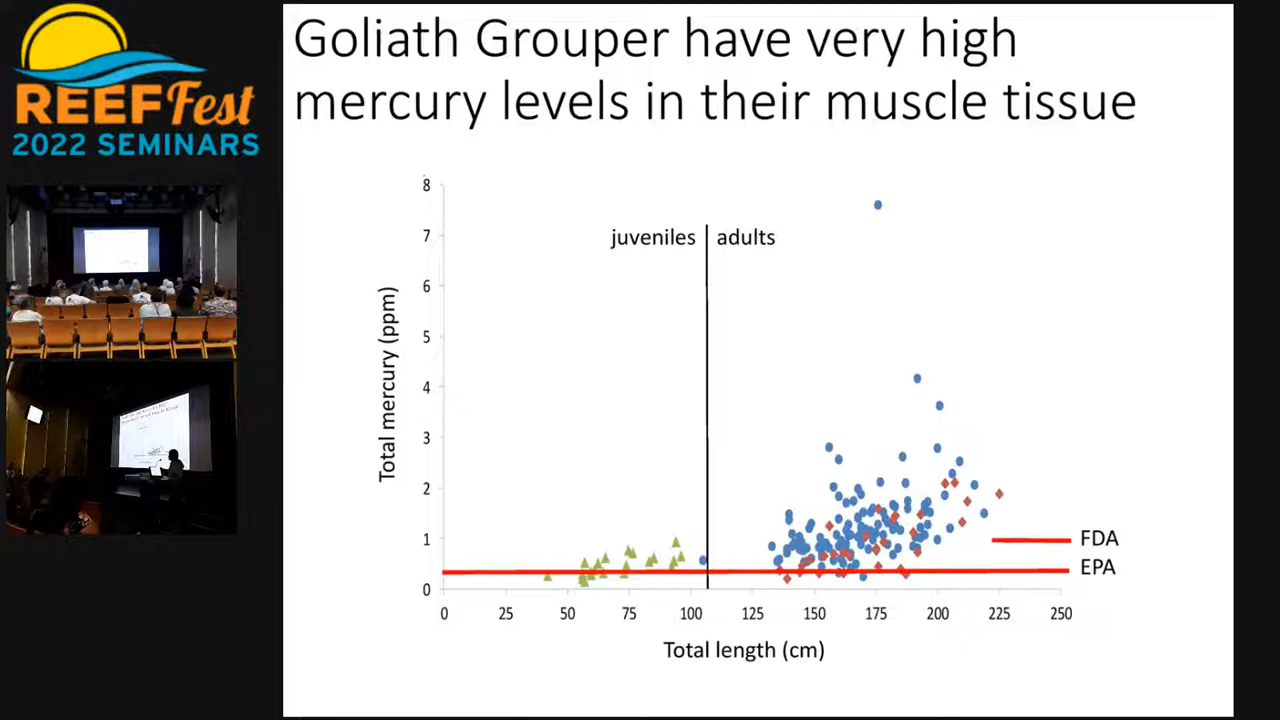 REEF Fest
2022 SEMINARS
Goliath Grouper have very high
mercury levels in their muscle tissue
8
7
6
5
4
3
2
1
0
Total mercury (ppm)
juveniles
adults
FDA
EPA
0 25 50 75 100 125 150 175 200 225 250
Total length (cm)